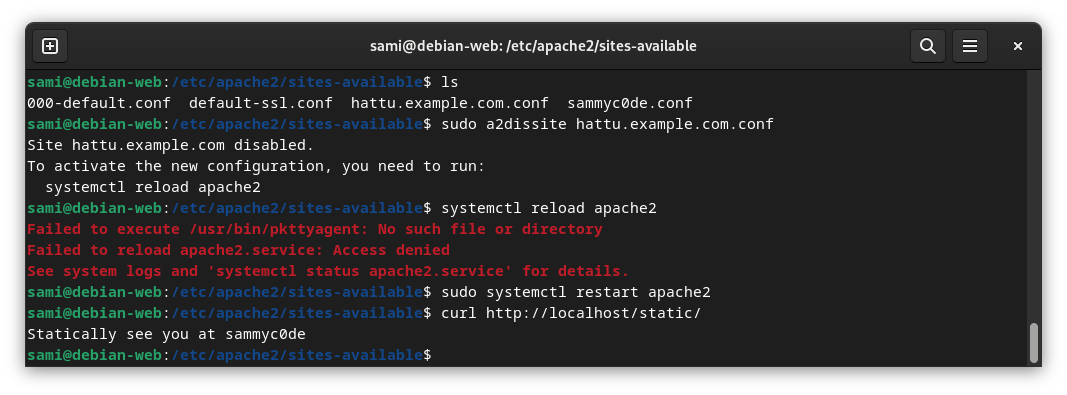 sami@debian-web: /etc/apache2/sites-available
sami@debian-web:/etc/apache2/sites-available$ ls
000-default.conf  default-ssl.conf  hattu.example.com.conf  sammyc0de.conf
sami@debian-web:/etc/apache2/sites-available$ sudo a2dissite hattu.example.com.conf
Site hattu.example.com disabled.
To activate the new configuration, you need to run:
  systemctl reload apache2
sami@debian-web:/etc/apache2/sites-available$ systemctl reload apache2
Failed to execute /usr/bin/pkttyagent: No such file or directory
Failed to reload apache2.service: Access denied
See system logs and 'systemctl status apache2.service' for details.
sami@debian-web:/etc/apache2/sites-available$ sudo systemctl restart apache2
sami@debian-web:/etc/apache2/sites-available$ curl http://localhost/static/
Statically see you at sammyc0de
sami@debian-web:/etc/apache2/sites-available$